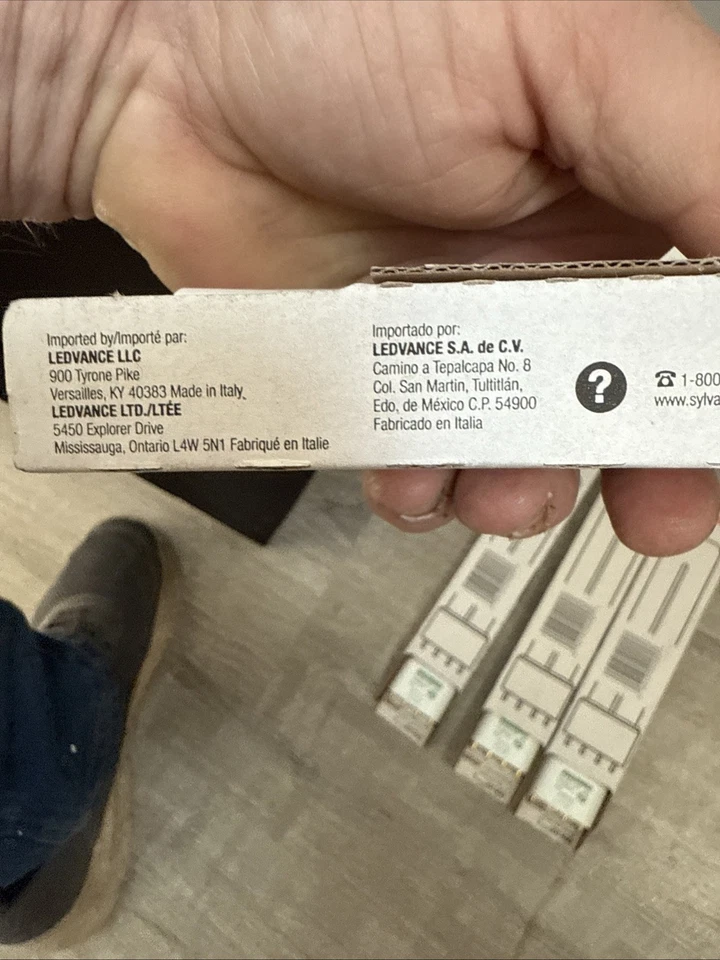 Imported by/Importé par:
LEDVANCE LLC
900 Tyrone Pike
Versailles, KY 40383 Made in Italy
LEDVANCE LTD./LTÉE
5450 Explorer Drive
Mississauga, Ontario L4W 5N1 Fabriqué en Italie
Importado por:
LEDVANCE S.A. de C.V.
Camino a Tepalcapa No. 8
Col. San Martin, Tultitlán,
Edo. de México C.P. 54900
Fabricado en Italia
?
☎ 1-800
www.sylva